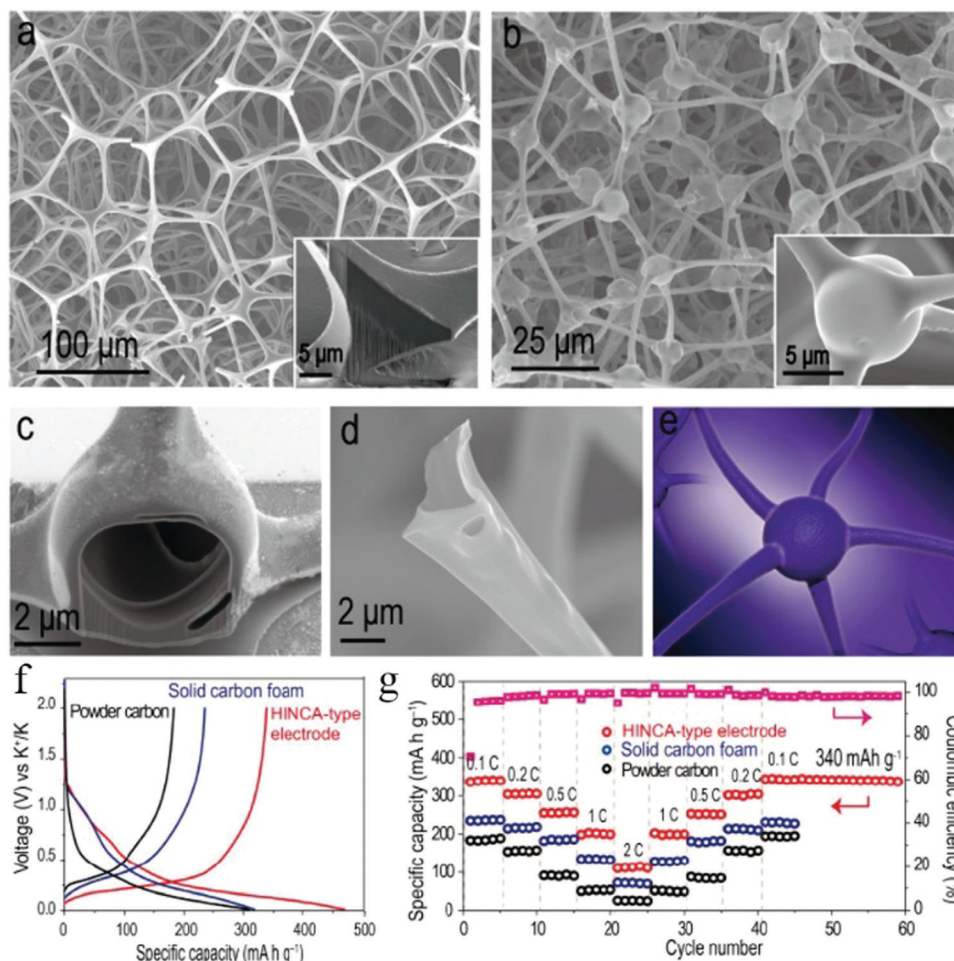 a
100 µm
5 µm
b
25 µm
5 µm
c
2 µm
d
2 µm
e
f
Voltage (V) vs K⁺/K
2.0
1.5
1.0
0.5
0.0
Solid carbon foam
Powder carbon
HINCA-type
electrode
0 100 200 300 400 500
Specific capacity (mA h g⁻¹)
g
Specific capacity (mA h g⁻¹)
600
500
400
300
200
100
0
HINCA-type electrode
Solid carbon foam
Powder carbon
0.1 C
0.2 C
0.5 C
1 C
2 C
1 C
0.5 C
0.2 C
0.1 C
340 mAh g⁻¹
100
80
60
40
20
0
Coulombic efficiency (%)
0 10 20 30 40 50 60
Cycle number